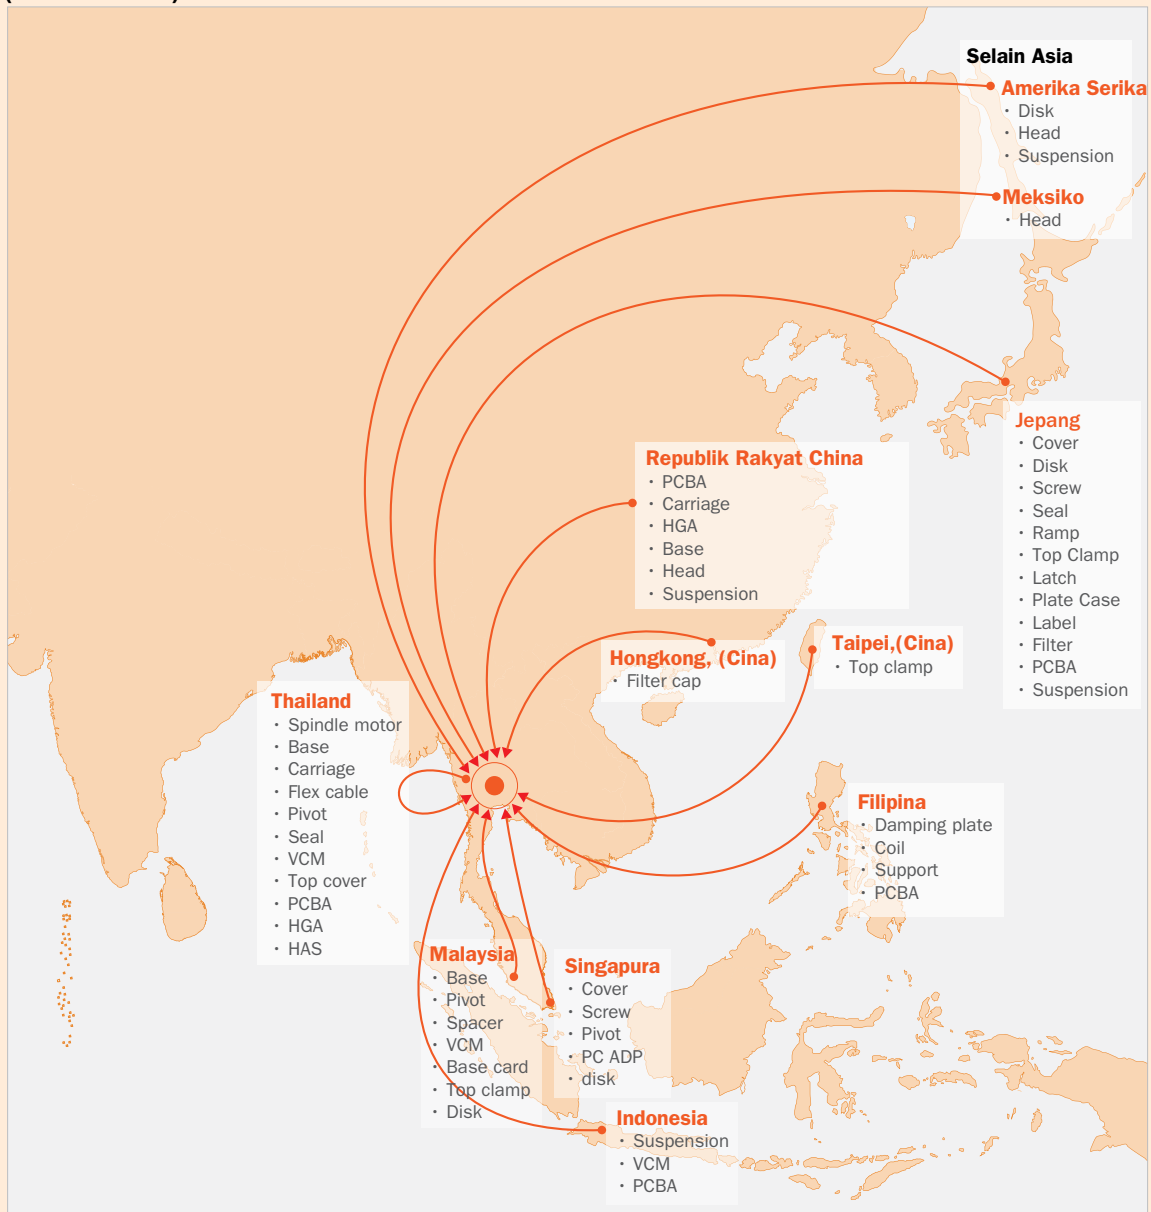 Selain Asia
Amerika Serika
· Disk
· Head
· Suspension
Meksiko
· Head
Jepang
· Cover
· Disk
· Screw
· Seal
· Ramp
· Top Clamp
· Latch
· Plate Case
· Label
· Filter
· PCBA
· Suspension
Republik Rakyat China
· PCBA
· Carriage
· HGA
· Base
· Head
· Suspension
Hongkong, (Cina)
· Filter cap
Taipei,(Cina)
· Top clamp
Thailand
· Spindle motor
· Base
· Carriage
· Flex cable
· Pivot
· Seal
· VCM
· Top cover
· PCBA
· HGA
· HAS
Filipina
· Damping plate
· Coil
· Support
· PCBA
Malaysia
· Base
· Pivot
· Spacer
· VCM
· Base card
· Top clamp
· Disk
Singapura
· Cover
· Screw
· Pivot
· PC ADP
· disk
Indonesia
· Suspension
· VCM
· PCBA